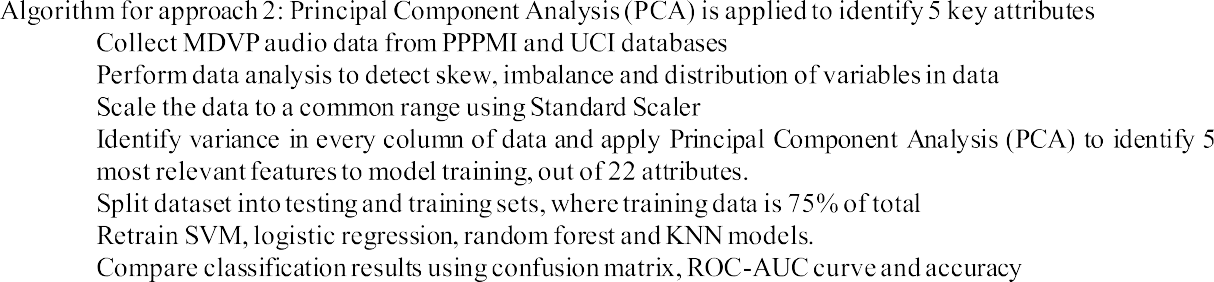 Algorithm for approach 2: Principal Component Analysis (PCA) is applied to identify 5 key attributes
Collect MDVP audio data from PPPMI and UCI databases
Perform data analysis to detect skew, imbalance and distribution of variables in data
Scale the data to a common range using Standard Scaler
Identify variance in every column of data and apply Principal Component Analysis (PCA) to identify 5
most relevant features to model training, out of 22 attributes.
Split dataset into testing and training sets, where training data is 75% of total
Retrain SVM, logistic regression, random forest and KNN models.
Compare classification results using confusion matrix, ROC-AUC curve and accuracy